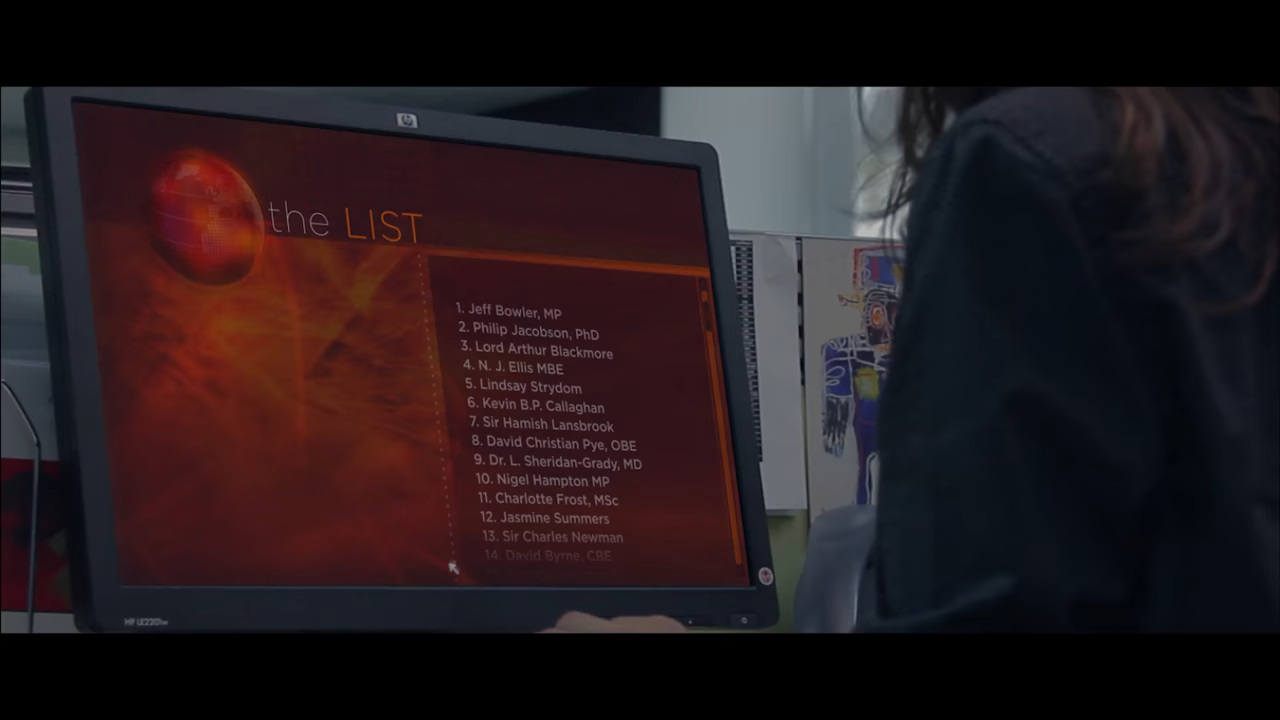 hp
the LIST
1. Jeff Bowler, MP
2. Philip Jacobson, PhD
3. Lord Arthur Blackmore
4. N. J. Ellis MBE
5. Lindsay Strydom
6. Kevin B.P. Callaghan
7. Sir Hamish Lansbrook
8. David Christian Pye, OBE
9. Dr. L. Sheridan-Grady, MD
10. Nigel Hampton MP
11. Charlotte Frost, MSc
12. Jasmine Summers
13. Sir Charles Newman
14. David Byrne, CBE